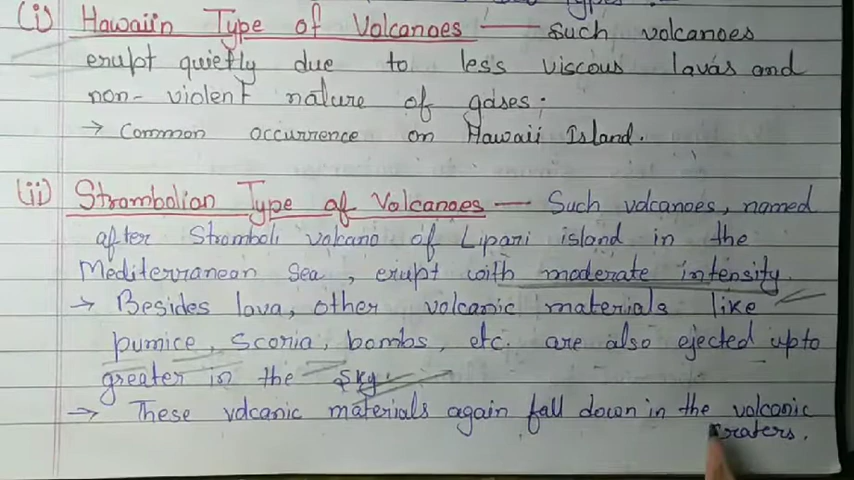 Types :
(i) Hawaiin Type of Volcanoes — such volcanoes
erupt quietly due to less viscous lavas and
non-violent nature of gases.
→ Common occurrence on Hawaii Island.
(ii) Strombolian Type of Volcanoes — Such volcanoes, named
after Stromboli volcano of Lipari island in the
Mediterranean Sea, erupt with moderate intensity.
→ Besides lava, other volcanic materials like
pumice, Scoria, bombs, etc. are also ejected upto
greater in the sky.
→ These volcanic materials again fall down in the volcanic
craters.